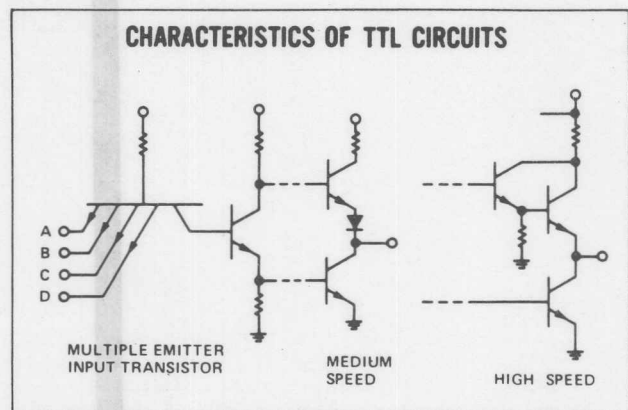 CHARACTERISTICS OF TTL CIRCUITS
A
B
C
D
MULTIPLE EMITTER
INPUT TRANSISTOR
MEDIUM
SPEED
HIGH SPEED